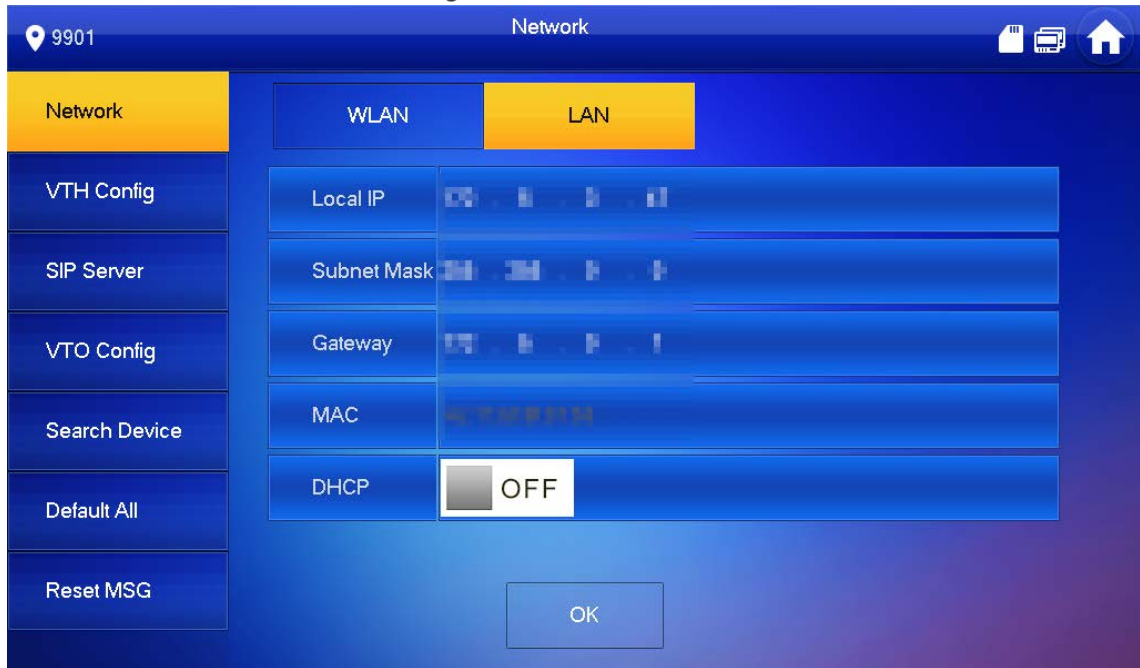 9901
Network
Network
WLAN
LAN
VTH Config
Local IP
SIP Server
Subnet Mask
VTO Config
Gateway
Search Device
MAC
Default All
DHCP
OFF
Reset MSG
OK